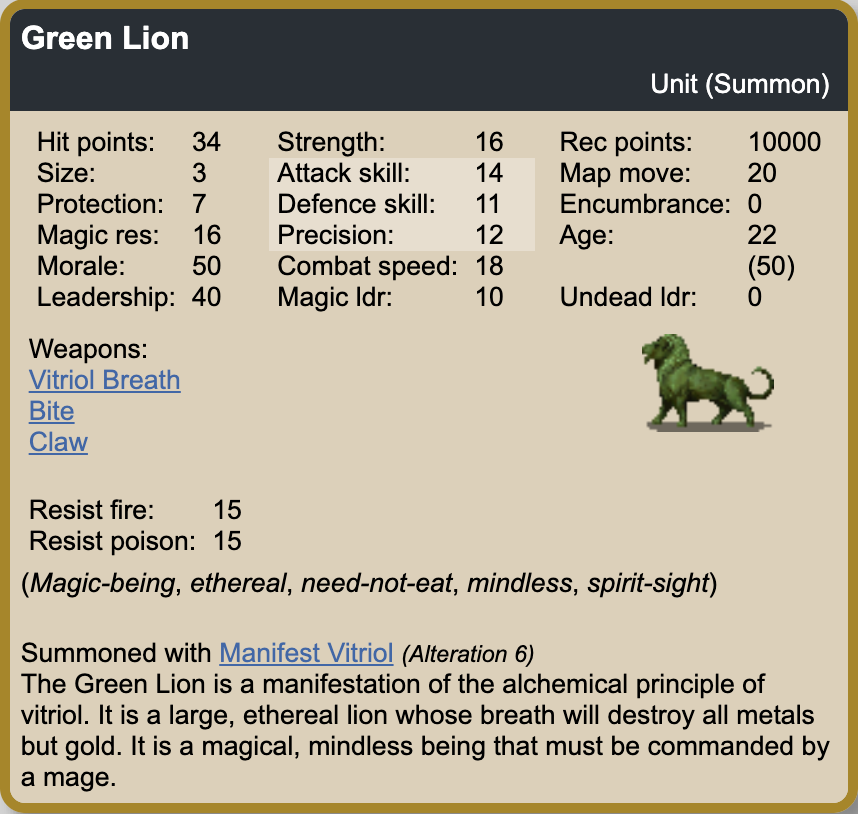 Green Lion
Unit (Summon)
Hit points: 34 Strength: 16 Rec points: 10000
Size: 3 Attack skill: 14 Map move: 20
Protection: 7 Defence skill: 11 Encumbrance: 0
Magic res: 16 Precision: 12 Age: 22
Morale: 50 Combat speed: 18 (50)
Leadership: 40 Magic ldr: 10 Undead ldr: 0
Weapons:
Vitriol Breath
Bite
Claw
Resist fire: 15
Resist poison: 15
(Magic-being, ethereal, need-not-eat, mindless, spirit-sight)
Summoned with Manifest Vitriol (Alteration 6)
The Green Lion is a manifestation of the alchemical principle of
vitriol. It is a large, ethereal lion whose breath will destroy all metals
but gold. It is a magical, mindless being that must be commanded by
a mage.